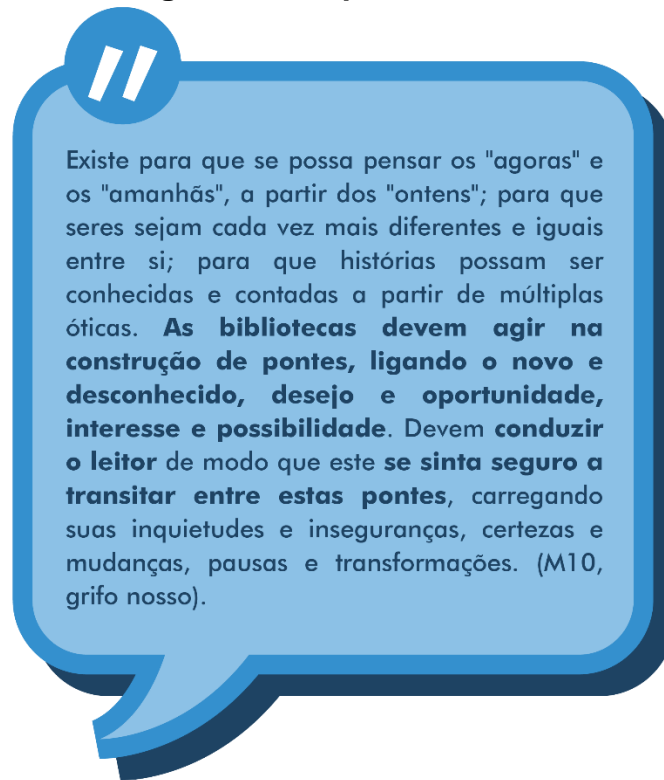 Existe para que se possa pensar os "agoras" e
os "amanhãs", a partir dos "ontens"; para que
seres sejam cada vez mais diferentes e iguais
entre si; para que histórias possam ser
conhecidas e contadas a partir de múltiplas
óticas. As bibliotecas devem agir na
construção de pontes, ligando o novo e
desconhecido, desejo e oportunidade,
interesse e possibilidade. Devem conduzir
o leitor de modo que este se sinta seguro a
transitar entre estas pontes, carregando
suas inquietudes e inseguranças, certezas e
mudanças, pausas e transformações. (M10,
grifo nosso).